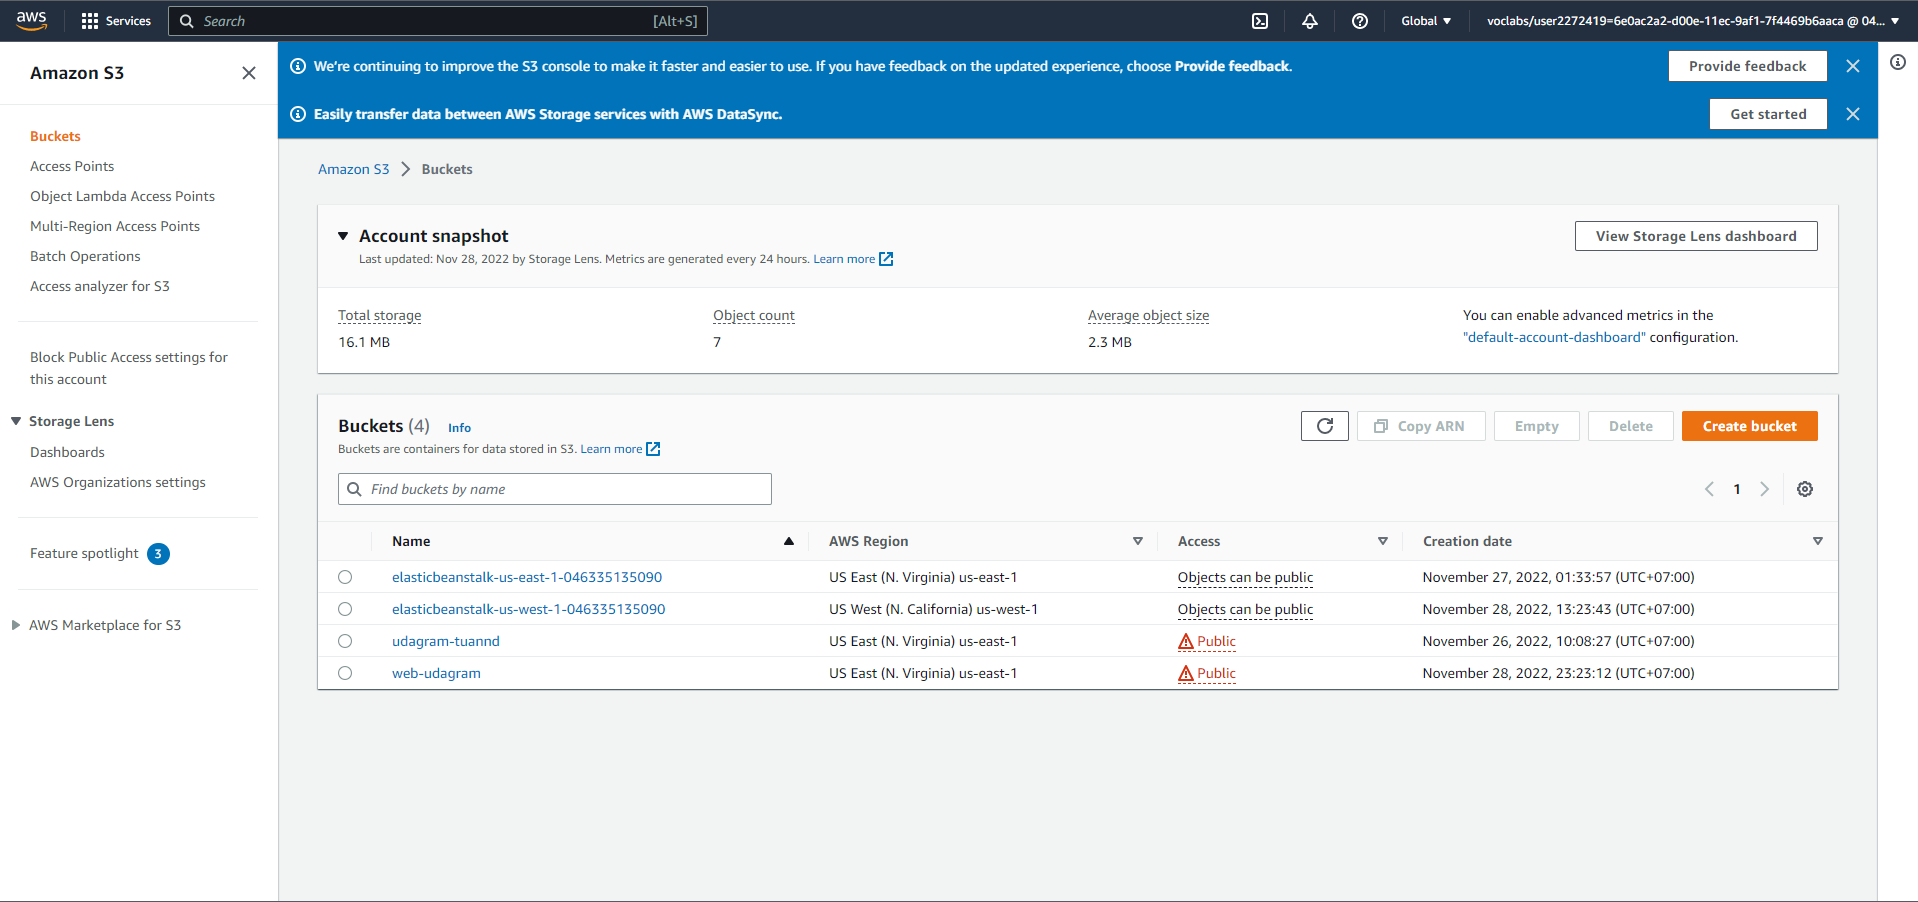 aws
Services
Search
[Alt+S]
Global
voclabs/user2272419=6e0ac2a2-d00e-11ec-9af1-7f4469b6aaca @ 04...
Amazon S3
Buckets
Access Points
Object Lambda Access Points
Multi-Region Access Points
Batch Operations
Access analyzer for S3
Block Public Access settings for
this account
Storage Lens
Dashboards
AWS Organizations settings
Feature spotlight 3
AWS Marketplace for S3
We're continuing to improve the S3 console to make it faster and easier to use. If you have feedback on the updated experience, choose Provide feedback.
Provide feedback
Easily transfer data between AWS Storage services with AWS DataSync.
Get started
Amazon S3 > Buckets
Account snapshot
Last updated: Nov 28, 2022 by Storage Lens. Metrics are generated every 24 hours. Learn more
View Storage Lens dashboard
Total storage
16.1 MB
Object count
7
Average object size
2.3 MB
You can enable advanced metrics in the
"default-account-dashboard" configuration.
Buckets (4) Info
Buckets are containers for data stored in S3. Learn more
Copy ARN
Empty
Delete
Create bucket
Find buckets by name
1
Name AWS Region Access Creation date
elasticbeanstalk-us-east-1-046335135090 US East (N. Virginia) us-east-1 Objects can be public November 27, 2022, 01:33:57 (UTC+07:00)
elasticbeanstalk-us-west-1-046335135090 US West (N. California) us-west-1 Objects can be public November 28, 2022, 13:23:43 (UTC+07:00)
udagram-tuannd US East (N. Virginia) us-east-1 Public November 26, 2022, 10:08:27 (UTC+07:00)
web-udagram US East (N. Virginia) us-east-1 Public November 28, 2022, 23:23:12 (UTC+07:00)